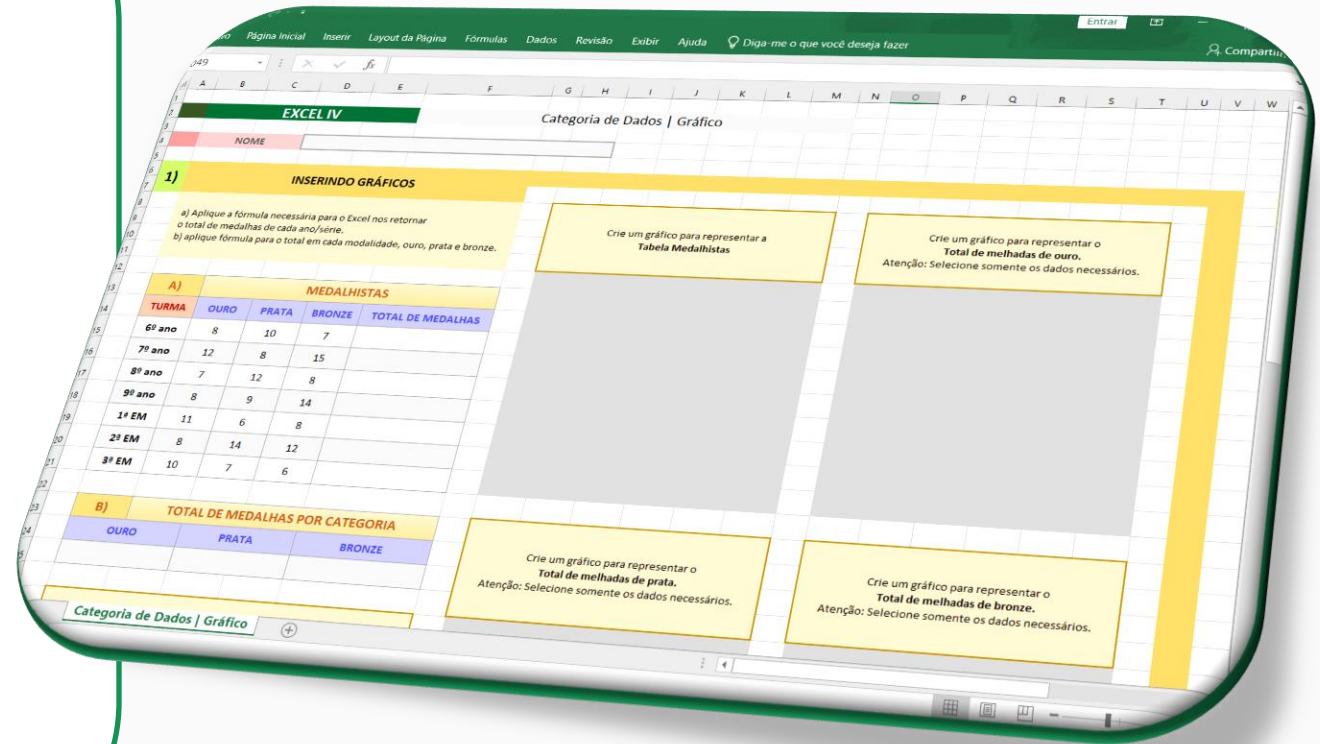 Entrar
Página Inicial Inserir Layout da Página Fórmulas Dados Revisão Exibir Ajuda Diga-me o que você deseja fazer
fx
A B C D E F G H I J K L M N O P Q R S T U V W
EXCEL IV
Categoria de Dados | Gráfico
NOME
1) INSERINDO GRÁFICOS
a) Aplique a fórmula necessária para o Excel nos retornar
o total de medalhas de cada ano/série.
b) aplique fórmula para o total em cada modalidade, ouro, prata e bronze.
Crie um gráfico para representar a
Tabela Medalhistas
Crie um gráfico para representar o
Total de melhadas de ouro.
Atenção: Selecione somente os dados necessários.
A) MEDALHISTAS
TURMA OURO PRATA BRONZE TOTAL DE MEDALHAS
6º ano 8 10 7
7º ano 12 8 15
8º ano 7 12 8
9º ano 8 9 14
1ª EM 11 6 8
2ª EM 8 14 12
3ª EM 10 7 6
B) TOTAL DE MEDALHAS POR CATEGORIA
OURO PRATA BRONZE
Crie um gráfico para representar o
Total de melhadas de prata.
Atenção: Selecione somente os dados necessários.
Crie um gráfico para representar o
Total de melhadas de bronze.
Atenção: Selecione somente os dados necessários.
Categoria de Dados | Gráfico